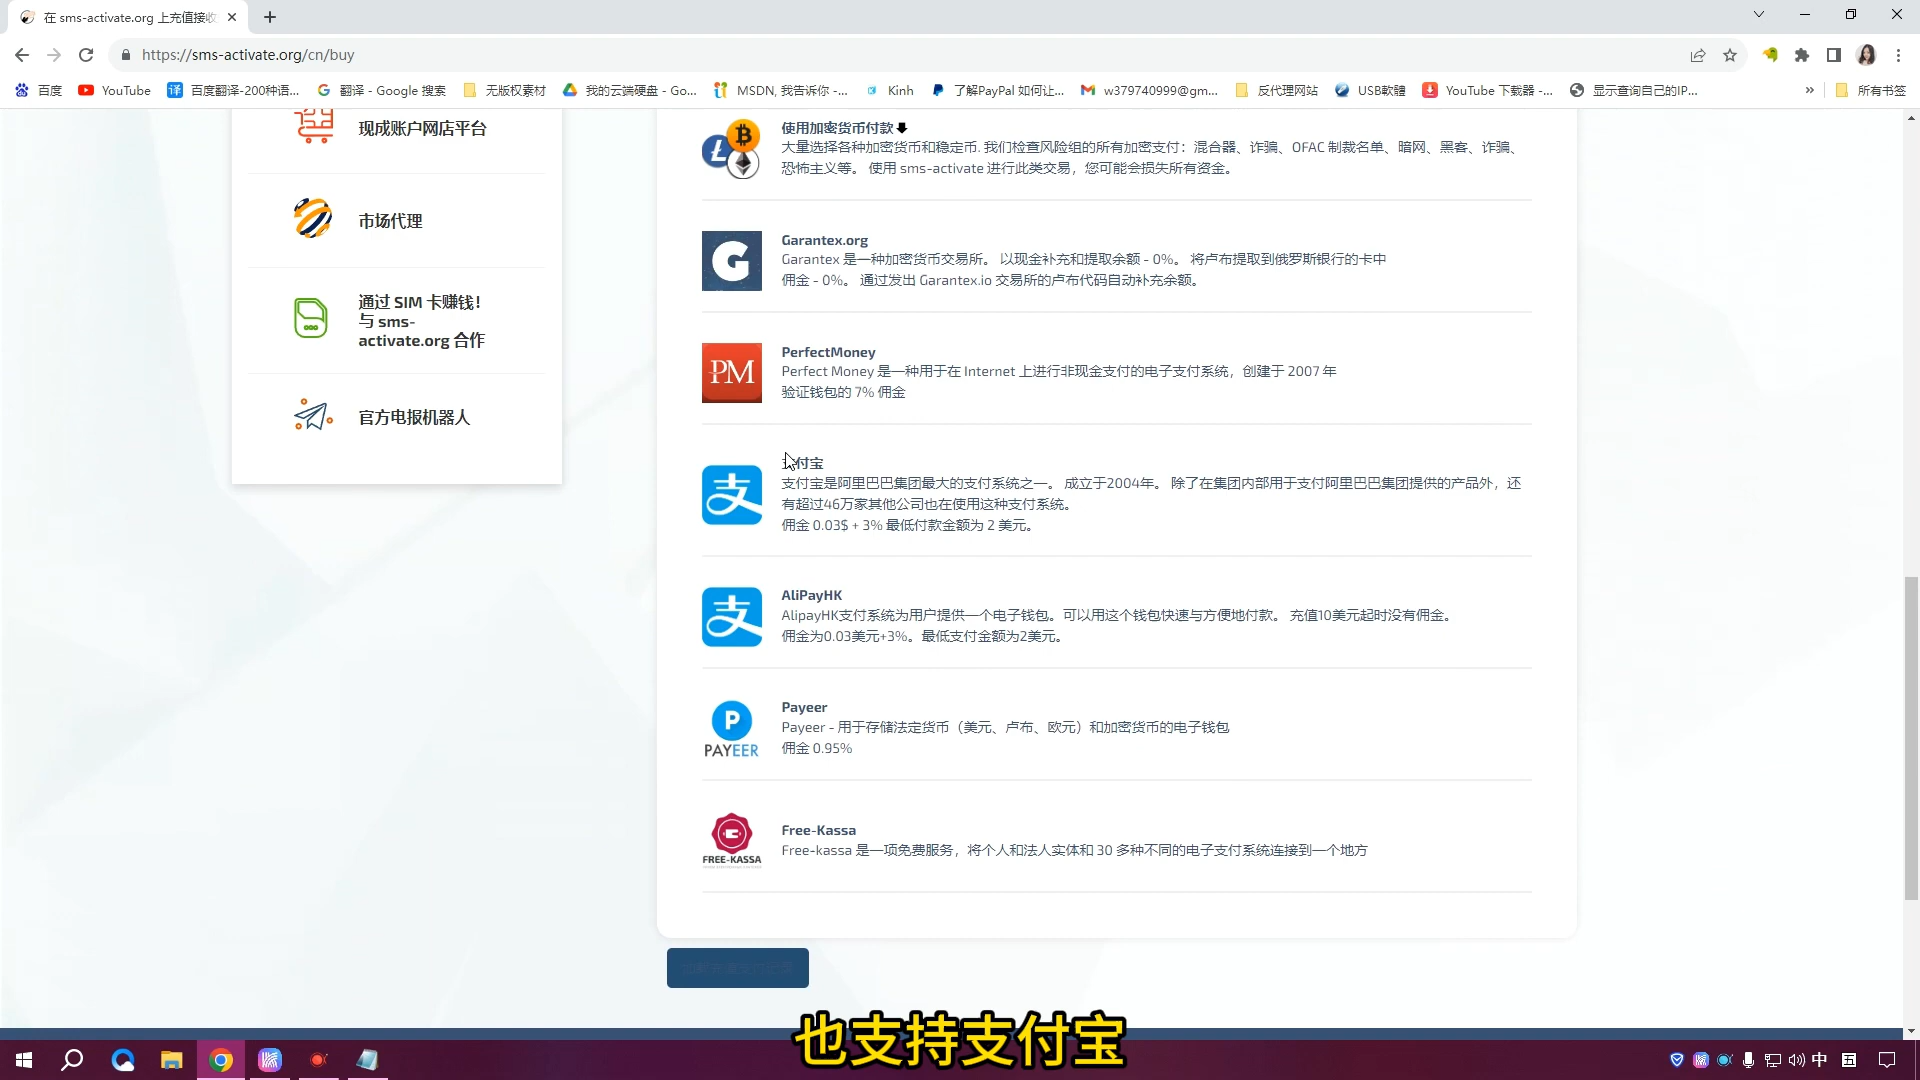 在 sms-activate.org 上充值接收
https://sms-activate.org/cn/buy
百度
YouTube
百度翻译-200种语...
翻译 - Google 搜索
无版权素材
我的云端硬盘 - Go...
MSDN, 我告诉你 -...
Kinh
了解PayPal 如何让...
w379740999@gm...
反代理网站
USB軟體
YouTube 下载器 -...
显示查询自己的IP...
»
所有书签
现成账户网店平台
市场代理
通过 SIM 卡赚钱!
与 sms-
activate.org 合作
官方电报机器人
使用加密货币付款🡇
大量选择各种加密货币和稳定币. 我们检查风险组的所有加密支付：混合器、诈骗、OFAC 制裁名单、暗网、黑客、诈骗、
恐怖主义等。 使用 sms-activate 进行此类交易，您可能会损失所有资金。
G
Garantex.org
Garantex 是一种加密货币交易所。 以现金补充和提取余额 - 0%。 将卢布提取到俄罗斯银行的卡中
佣金 - 0%。 通过发出 Garantex.io 交易所的卢布代码自动补充余额。
PM
PerfectMoney
Perfect Money 是一种用于在 Internet 上进行非现金支付的电子支付系统，创建于 2007 年
验证钱包的 7% 佣金
支
支付宝
支付宝是阿里巴巴集团最大的支付系统之一。 成立于2004年。 除了在集团内部用于支付阿里巴巴集团提供的产品外，还
有超过46万家其他公司也在使用这种支付系统。
佣金 0.03$ + 3% 最低付款金额为 2 美元。
支
AliPayHK
AlipayHK支付系统为用户提供一个电子钱包。可以用这个钱包快速与方便地付款。 充值10美元起时没有佣金。
佣金为0.03美元+3%。最低支付金额为2美元。
P
PAYEER
Payeer
Payeer - 用于存储法定货币（美元、卢布、欧元）和加密货币的电子钱包
佣金 0.95%
FREE-KASSA
Free-Kassa
Free-kassa 是一项免费服务，将个人和法人实体和 30 多种不同的电子支付系统连接到一个地方
也支持支付宝
中
五